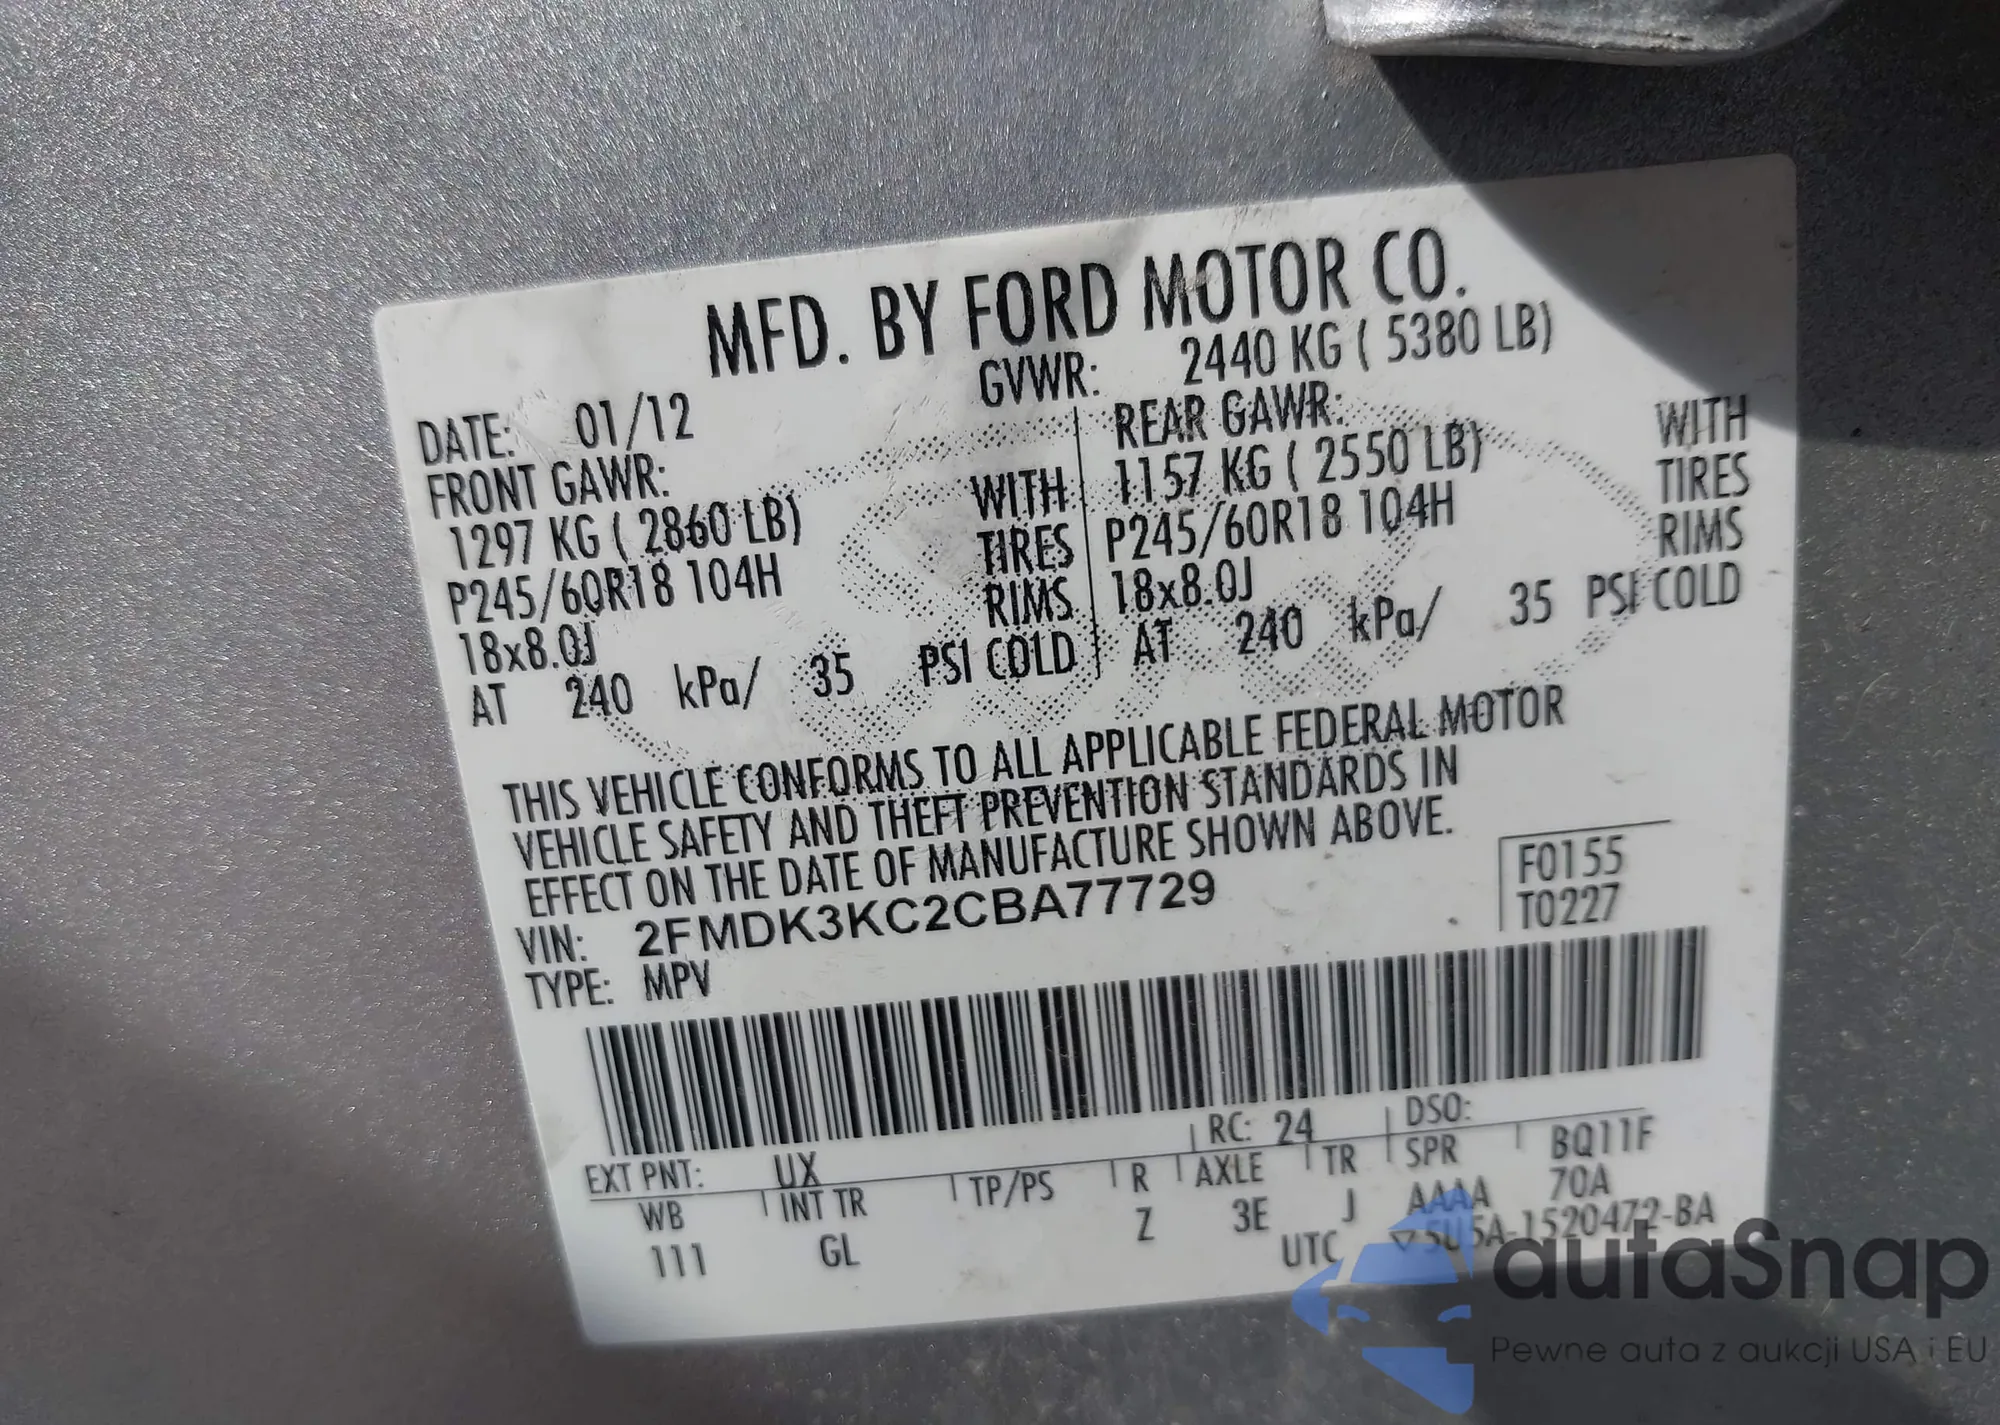 MFD. BY FORD MOTOR CO.
DATE: 01/12 GVWR: 2440 KG ( 5380 LB)
FRONT GAWR: REAR GAWR:
1297 KG ( 2860 LB) WITH 1157 KG ( 2550 LB) WITH
P245/60R18 104H TIRES P245/60R18 104H TIRES
18x8.0J RIMS 18x8.0J RIMS
AT 240 kPa/ 35 PSI COLD AT 240 kPa/ 35 PSI COLD
THIS VEHICLE CONFORMS TO ALL APPLICABLE FEDERAL MOTOR
VEHICLE SAFETY AND THEFT PREVENTION STANDARDS IN
EFFECT ON THE DATE OF MANUFACTURE SHOWN ABOVE.
VIN: 2FMDK3KC2CBA77729 F0155
TYPE: MPV T0227
EXT PNT: UX RC: 24 DSO:
WB INT TR TP/PS R AXLE TR SPR BQ11F
111 GL Z 3E J AAAA 70A
UTC ▽5U5A-1520472-BA
autaSnap
Pewne auta z aukcji USA i EU